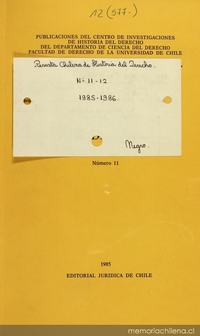 12 (577-)
PUBLICACIONES DEL CENTRO DE INVESTIGACIONES
DE HISTORIA DEL DERECHO
DEL DEPARTAMENTO DE CIENCIA DEL DERECHO
FACULTAD DE DERECHO DE LA UNIVERSIDAD DE CHILE
Revista Chilena de Historia del Derecho.
Nº 11-12
1985-1986.
Negro.
Número 11
1985
EDITORIAL JURIDICA DE CHILE
memoriachilena.cl